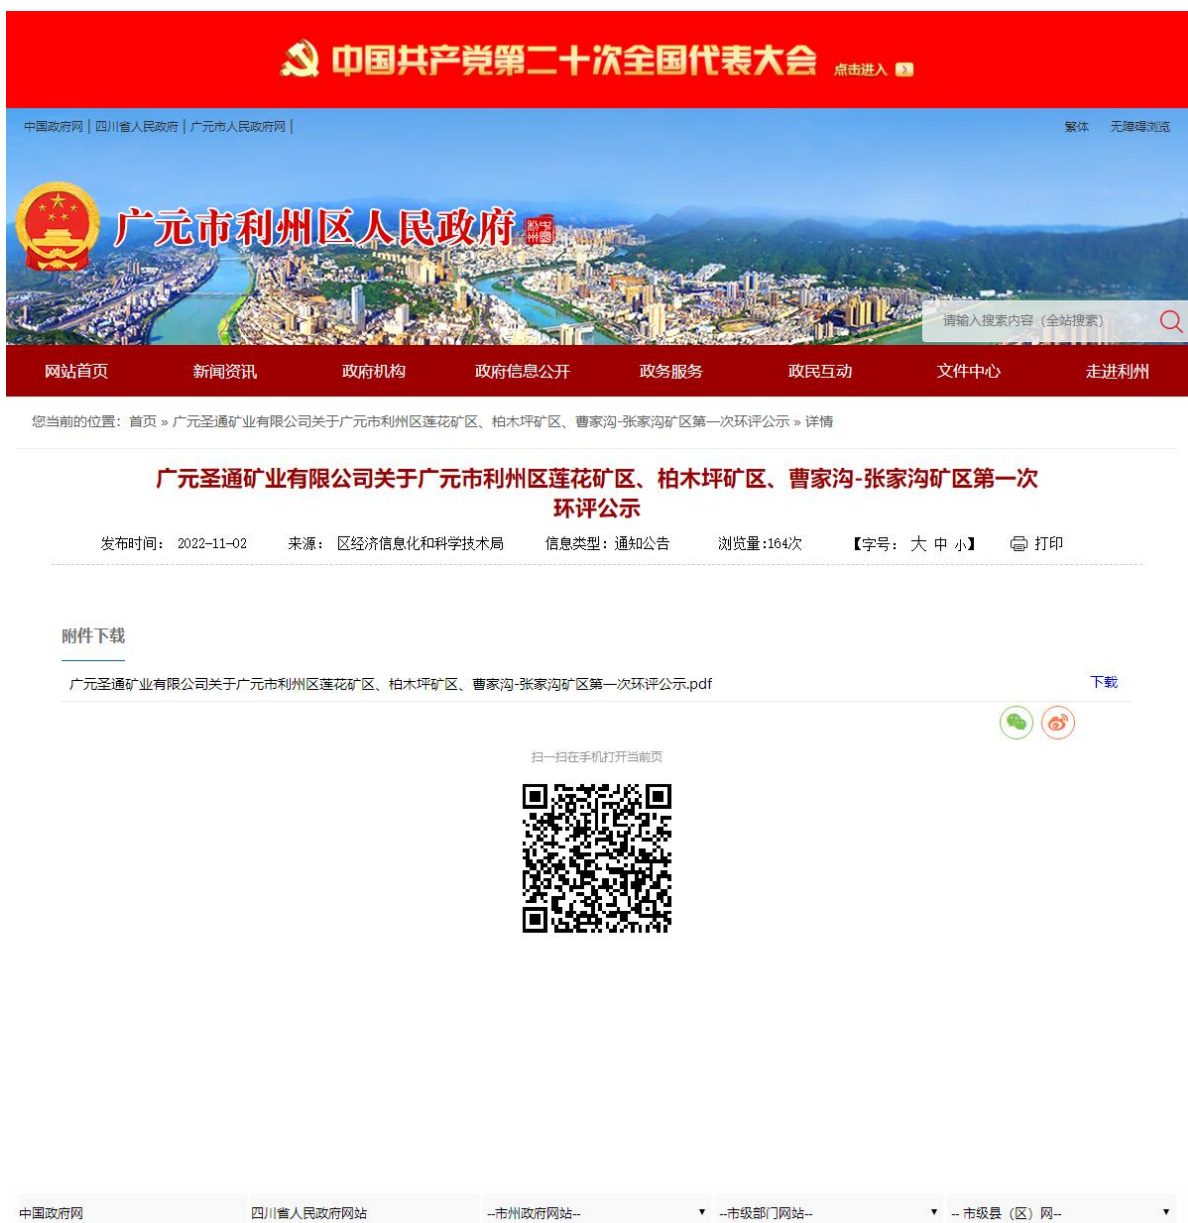 中国共产党第二十次全国代表大会 点击进入
中国政府网 | 四川省人民政府 | 广元市人民政府网 | 繁体 无障碍浏览
广元市利州区人民政府
请输入搜索内容（全站搜索）
网站首页 新闻资讯 政府机构 政府信息公开 政务服务 政民互动 文件中心 走进利州
您当前的位置：首页 » 广元圣通矿业有限公司关于广元市利州区莲花矿区、柏木坪矿区、曹家沟-张家沟矿区第一次环评公示 » 详情
广元圣通矿业有限公司关于广元市利州区莲花矿区、柏木坪矿区、曹家沟-张家沟矿区第一次
环评公示
发布时间： 2022-11-02 来源： 区经济信息化和科学技术局 信息类型：通知公告 浏览量:164次 【字号： 大 中 小】 打印
附件下载
广元圣通矿业有限公司关于广元市利州区莲花矿区、柏木坪矿区、曹家沟-张家沟矿区第一次环评公示.pdf 下载
扫一扫在手机打开当前页
中国政府网 四川省人民政府网站 --市州政府网站-- --市级部门网站-- -- 市级县（区）网--